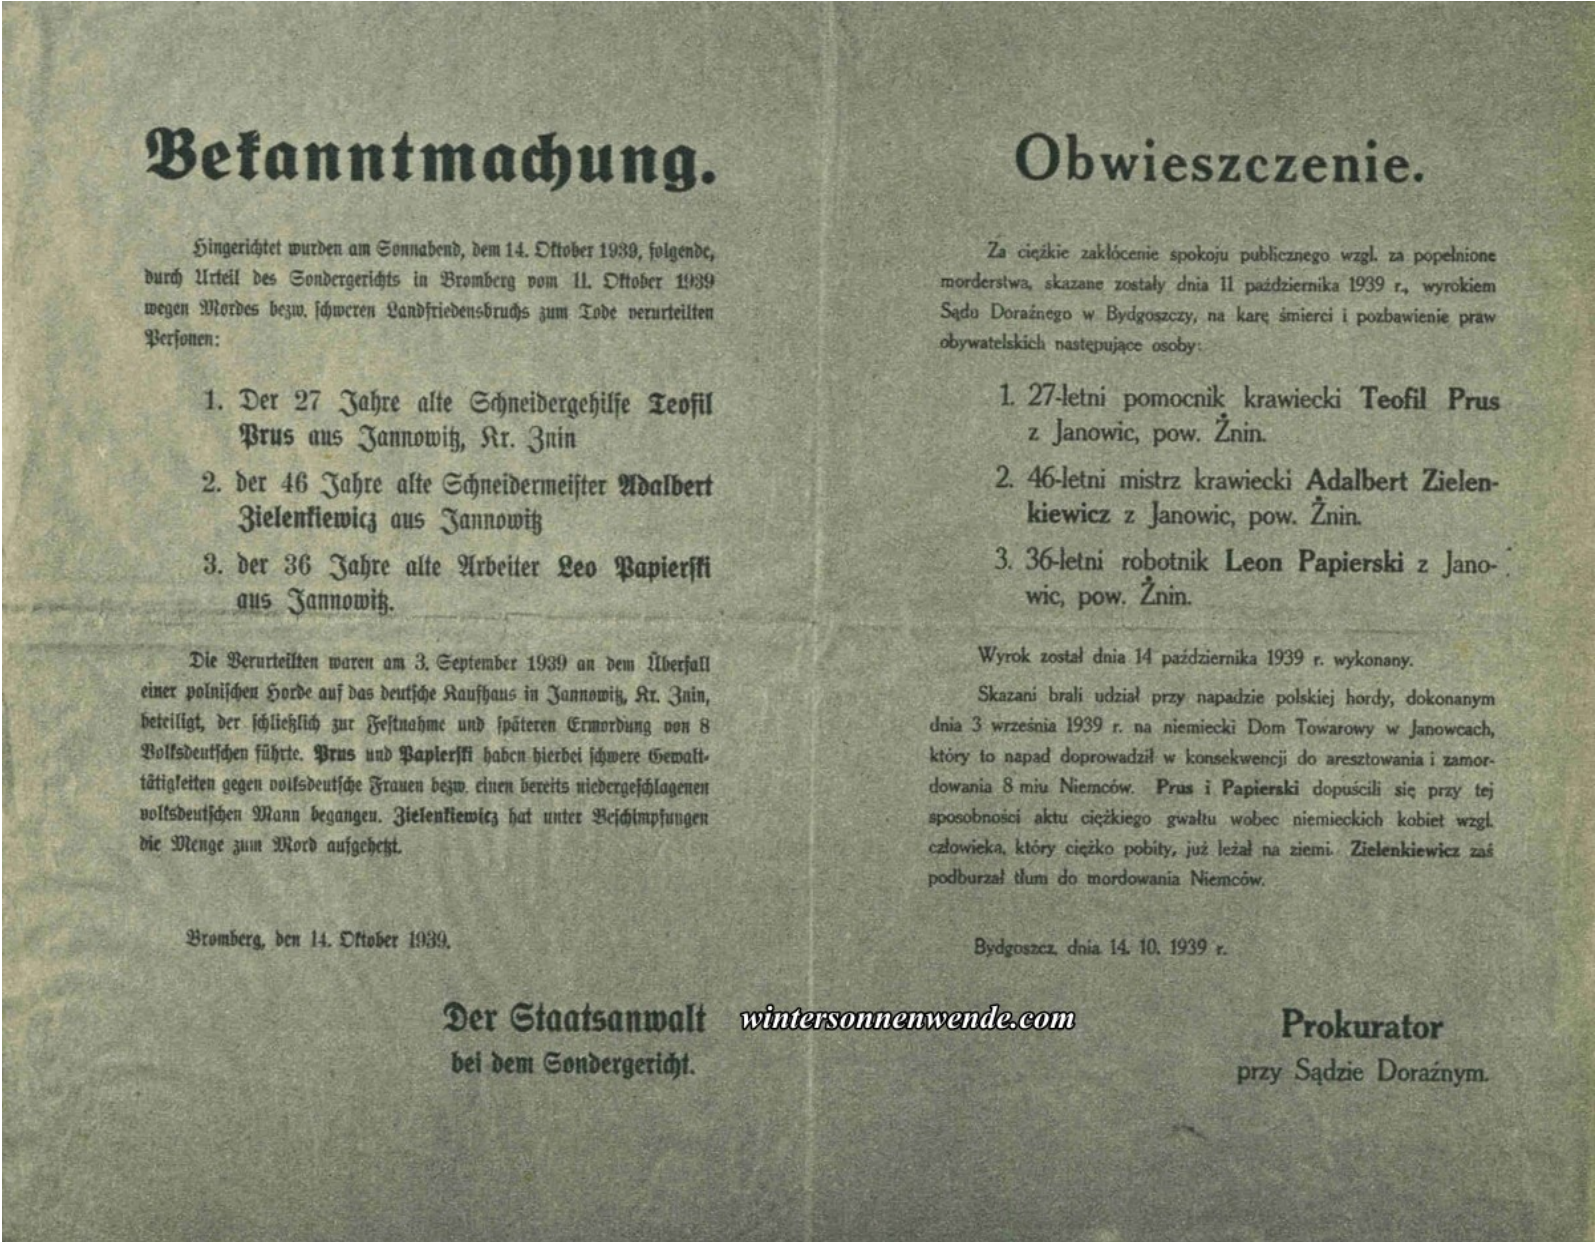 Bekanntmachung.
Hingerichtet wurden am Sonnabend, dem 14. Oktober 1939, folgende,
durch Urteil des Sondergerichts in Bromberg vom 11. Oktober 1939
wegen Mordes bezw. schweren Landfriedensbruchs zum Tode verurteilten
Personen:
1. Der 27 Jahre alte Schneidergehilfe Teofil
Prus aus Jannowitz, Kr. Znin
2. der 46 Jahre alte Schneidermeister Adalbert
Zielenkiewicz aus Jannowitz
3. der 36 Jahre alte Arbeiter Leo Papierski
aus Jannowitz.
Die Verurteilten waren am 3. September 1939 an dem Überfall
einer polnischen Horde auf das deutsche Kaufhaus in Jannowitz, Kr. Znin,
beteiligt, der schließlich zur Festnahme und späteren Ermordung von 8
Volksdeutschen führte. Prus und Papierski haben hierbei schwere Gewalt-
tätigkeiten gegen volksdeutsche Frauen bezw. einen bereits niedergeschlagenen
volksdeutschen Mann begangen. Zielenkiewicz hat unter Beschimpfungen
die Menge zum Mord aufgehetzt.
Bromberg, den 14. Oktober 1939.
Der Staatsanwalt
bei dem Sondergericht.
Obwieszczenie.
Za ciężkie zakłócenie spokoju publicznego wzgl. za popełnione
morderstwa, skazane zostały dnia 11 października 1939 r., wyrokiem
Sądu Doraźnego w Bydgoszczy, na karę śmierci i pozbawienie praw
obywatelskich następujące osoby:
1. 27-letni pomocnik krawiecki Teofil Prus
z Janowic, pow. Żnin.
2. 46-letni mistrz krawiecki Adalbert Zielen-
kiewicz z Janowic, pow. Żnin.
3. 36-letni robotnik Leon Papierski z Jano-
wic, pow. Żnin.
Wyrok został dnia 14 października 1939 r. wykonany.
Skazani brali udział przy napadzie polskiej hordy, dokonanym
dnia 3 września 1939 r. na niemiecki Dom Towarowy w Janowcach,
który to napad doprowadził w konsekwencji do aresztowania i zamor-
dowania 8 miu Niemców. Prus i Papierski dopuścili się przy tej
sposobności aktu ciężkiego gwałtu wobec niemieckich kobiet wzgl.
człowieka, który ciężko pobity, już leżał na ziemi. Zielenkiewicz zaś
podburzał tłum do mordowania Niemców.
Bydgoszcz, dnia 14. 10. 1939 r.
Prokurator
przy Sądzie Doraźnym.
wintersonnenwende.com